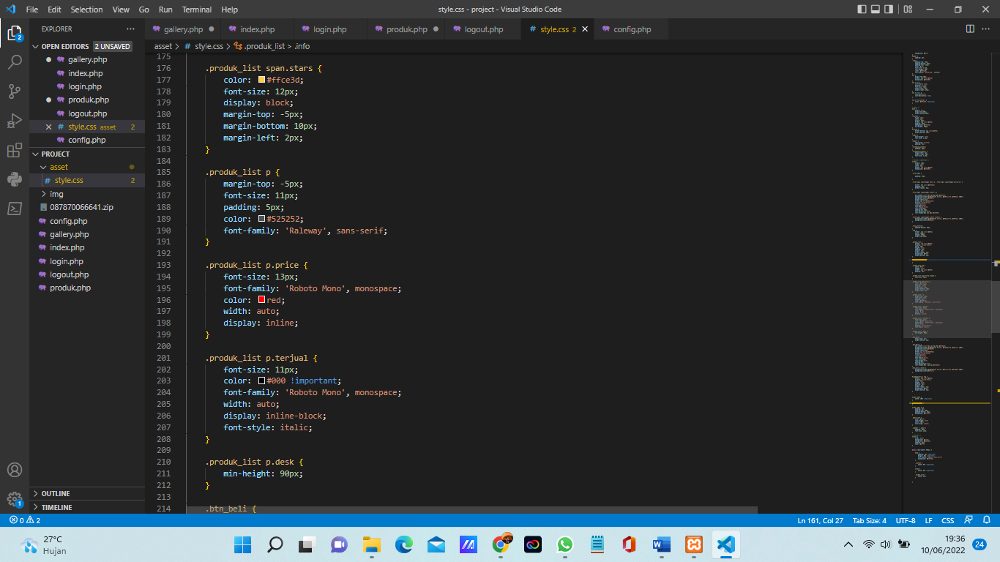 File Edit Selection View Go Run Terminal Help
style.css - project - Visual Studio Code
EXPLORER
gallery.php
index.php
login.php
produk.php
logout.php
style.css 2
config.php
OPEN EDITORS 2 UNSAVED
gallery.php
index.php
login.php
produk.php
logout.php
style.css asset 2
config.php
PROJECT
asset
style.css 2
img
087870066641.zip
config.php
gallery.php
index.php
login.php
logout.php
produk.php
OUTLINE
TIMELINE
asset > style.css > .produk_list > .info
175
176 .produk_list span.stars {
177 color: #ffce3d;
178 font-size: 12px;
179 display: block;
180 margin-top: -5px;
181 margin-bottom: 10px;
182 margin-left: 2px;
183 }
184
185 .produk_list p {
186 margin-top: -5px;
187 font-size: 11px;
188 padding: 5px;
189 color: #525252;
190 font-family: 'Raleway', sans-serif;
191 }
192
193 .produk_list p.price {
194 font-size: 13px;
195 font-family: 'Roboto Mono', monospace;
196 color: red;
197 width: auto;
198 display: inline;
199 }
200
201 .produk_list p.terjual {
202 font-size: 11px;
203 color: #000 !important;
204 font-family: 'Roboto Mono', monospace;
205 width: auto;
206 display: inline-block;
207 font-style: italic;
208 }
209
210 .produk_list p.desk {
211 min-height: 90px;
212 }
213
214 .btn_beli {
2
1
0 2
Ln 161, Col 27 Tab Size: 4 UTF-8 LF CSS
27°C
Hujan
19:36
10/06/2022
24